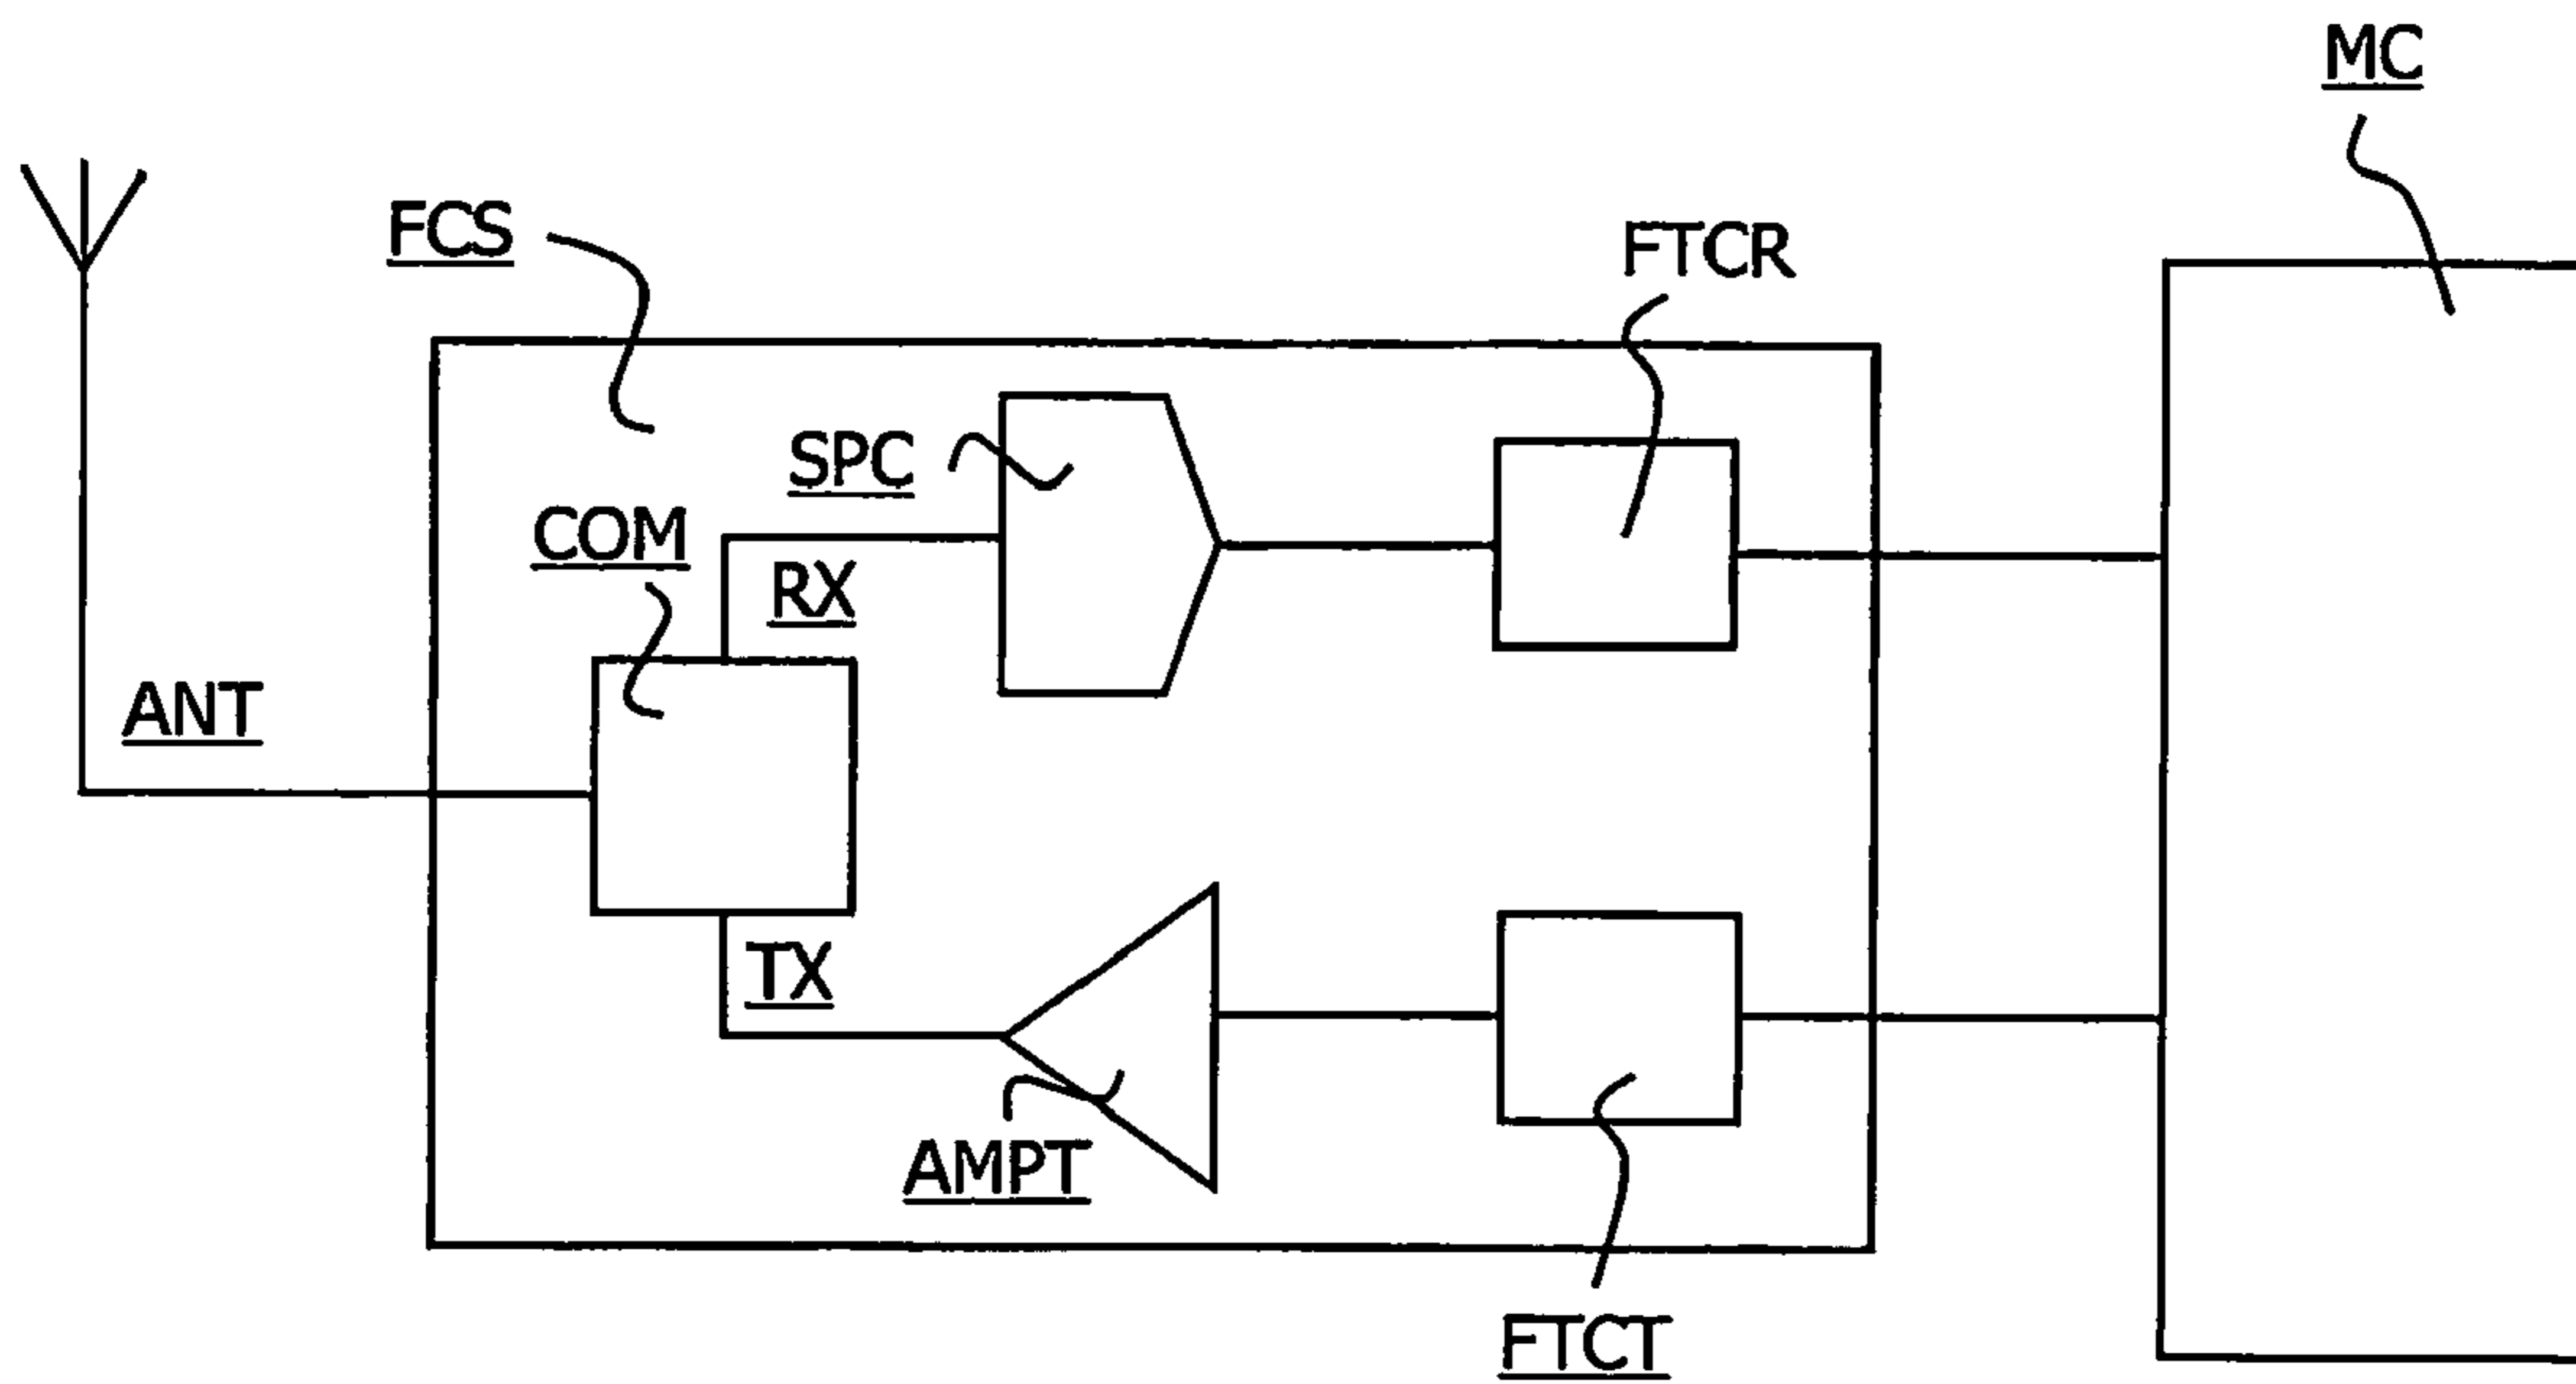 MC
FCS
FTCR
SPC
COM
RX
ANT
TX
AMPT
FTCT